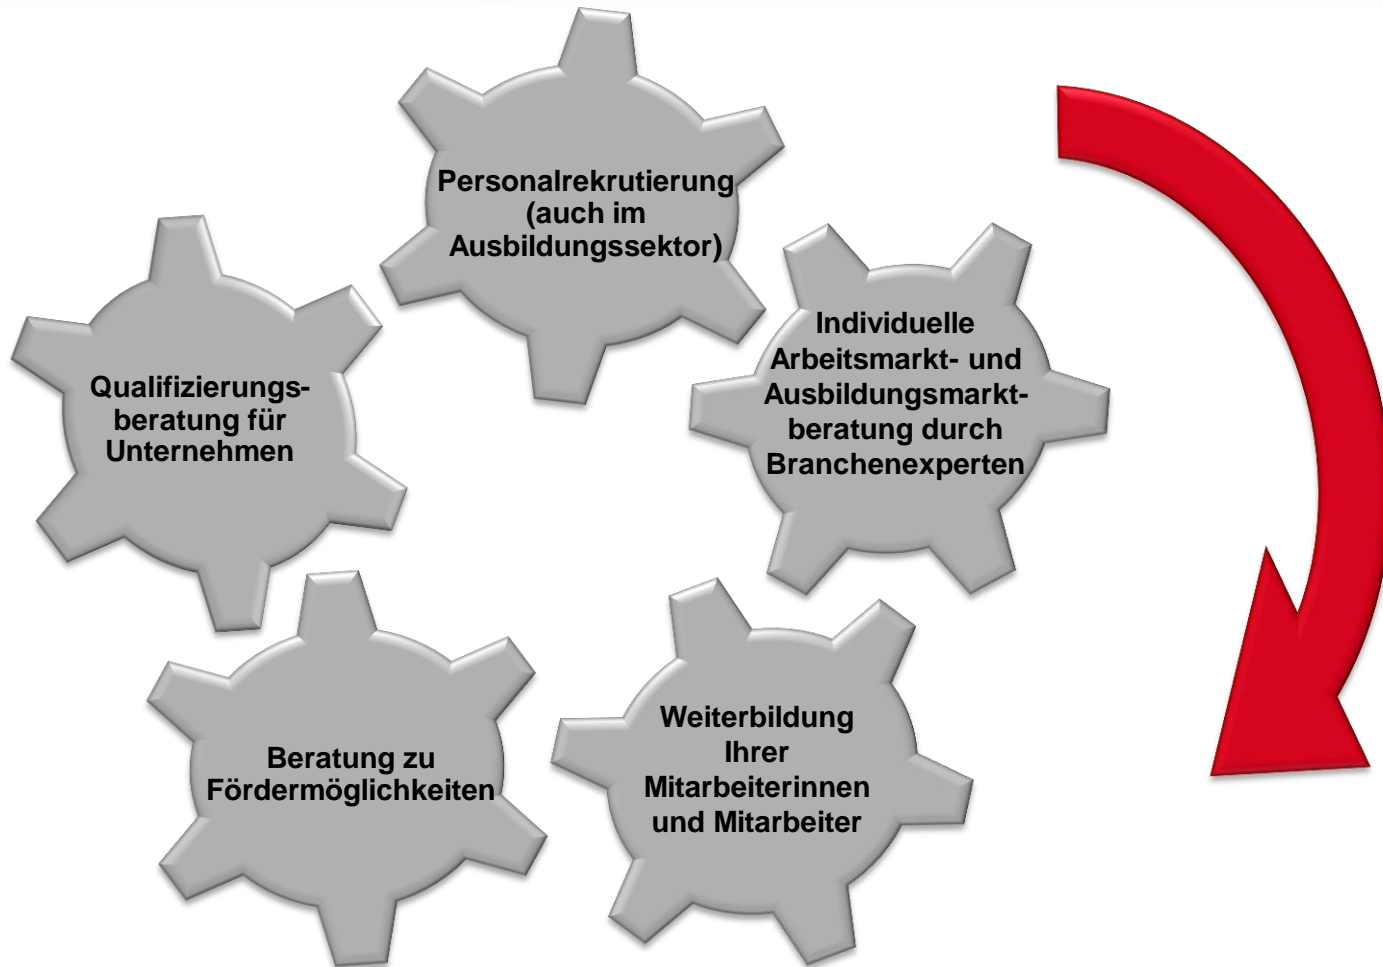 Personalrekrutierung
(auch im
Ausbildungssektor)
Individuelle
Arbeitsmarkt- und
Ausbildungsmarkt-
beratung durch
Branchenexperten
Qualifizierungs-
beratung für
Unternehmen
Weiterbildung
Ihrer
Mitarbeiterinnen
und Mitarbeiter
Beratung zu
Fördermöglichkeiten